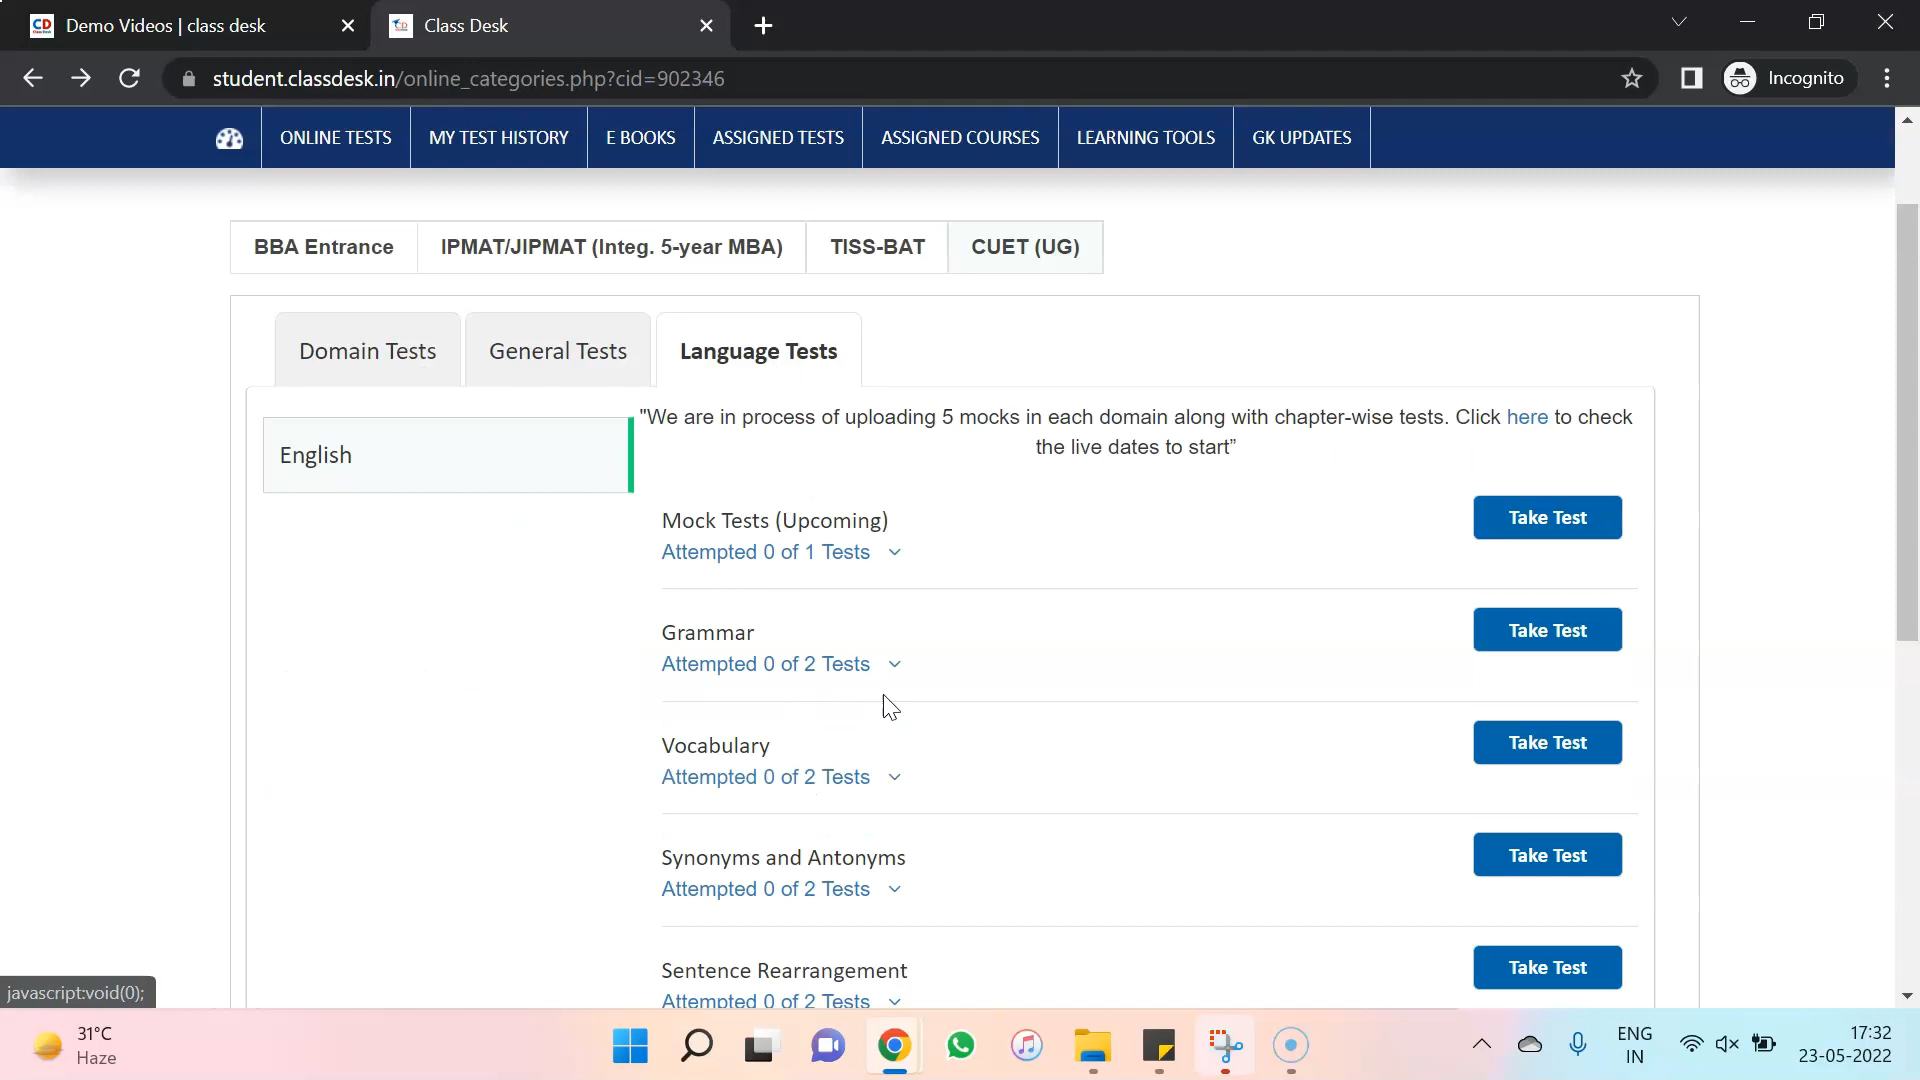 Demo Videos | class desk
Class Desk
student.classdesk.in/online_categories.php?cid=902346
Incognito
ONLINE TESTS
MY TEST HISTORY
E BOOKS
ASSIGNED TESTS
ASSIGNED COURSES
LEARNING TOOLS
GK UPDATES
BBA Entrance
IPMAT/JIPMAT (Integ. 5-year MBA)
TISS-BAT
CUET (UG)
Domain Tests
General Tests
Language Tests
English
"We are in process of uploading 5 mocks in each domain along with chapter-wise tests. Click here to check
the live dates to start”
Mock Tests (Upcoming)
Attempted 0 of 1 Tests
Take Test
Grammar
Attempted 0 of 2 Tests
Take Test
Vocabulary
Attempted 0 of 2 Tests
Take Test
Synonyms and Antonyms
Attempted 0 of 2 Tests
Take Test
Sentence Rearrangement
Attempted 0 of 2 Tests
Take Test
javascript:void(0);
31°C
Haze
ENG
IN
17:32
23-05-2022